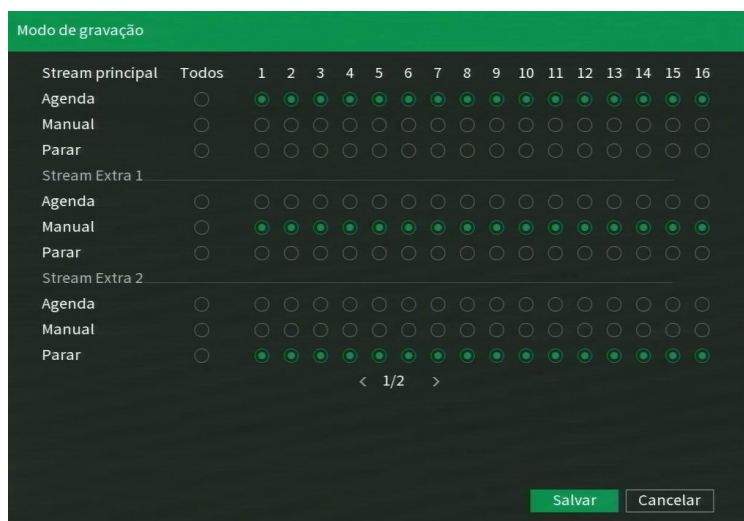 Modo de gravação
Stream principal Todos 1 2 3 4 5 6 7 8 9 10 11 12 13 14 15 16
Agenda
Manual
Parar
Stream Extra 1
Agenda
Manual
Parar
Stream Extra 2
Agenda
Manual
Parar
< 1/2 >
Salvar Cancelar